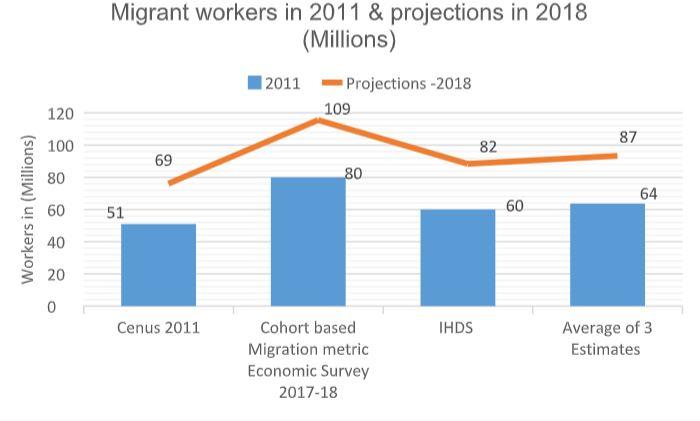 Migrant workers in 2011 & projections in 2018
(Millions)
2011 Projections -2018
Workers in (Millions)
120
100
80
60
40
20
0
51
69
109
80
82
60
87
64
Cenus 2011
Cohort based
Migration metric
Economic Survey
2017-18
IHDS
Average of 3
Estimates